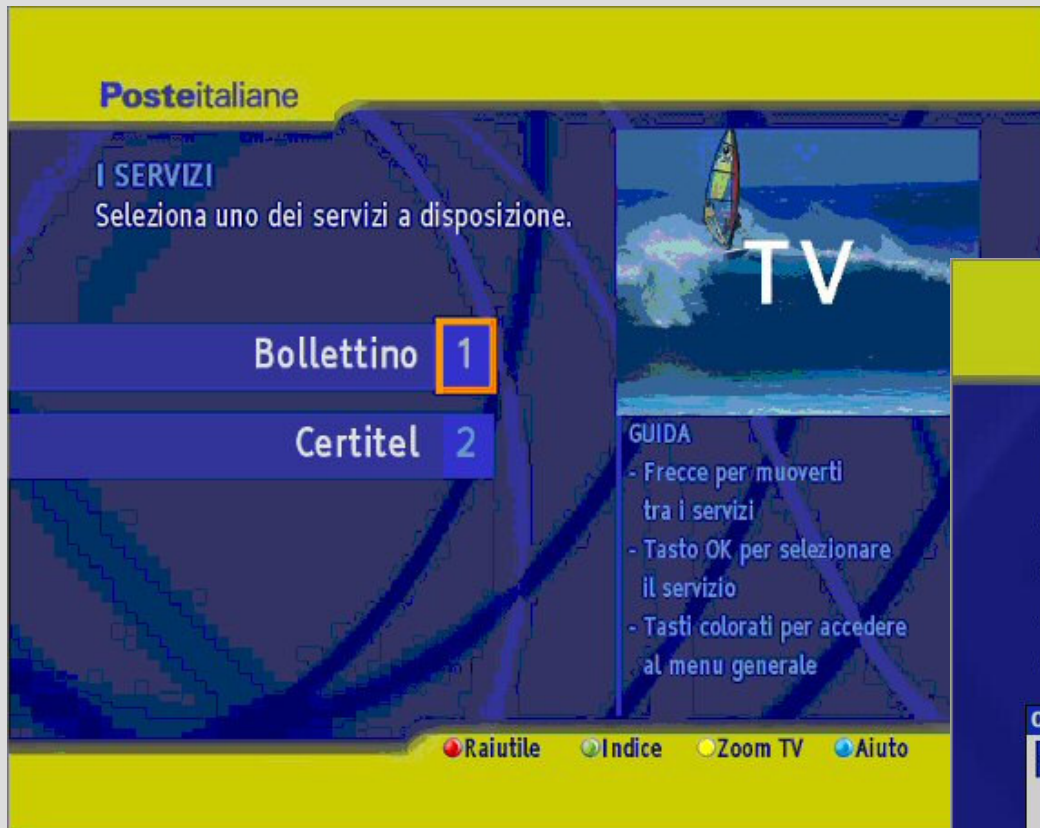 Posteitaliane
I SERVIZI
Seleziona uno dei servizi a disposizione.
Bollettino 1
Certitel 2
TV
GUIDA
- Frecce per muoverti
tra i servizi
- Tasto OK per selezionare
il servizio
- Tasti colorati per accedere
al menu generale
Raiutile Indice Zoom TV Aiuto